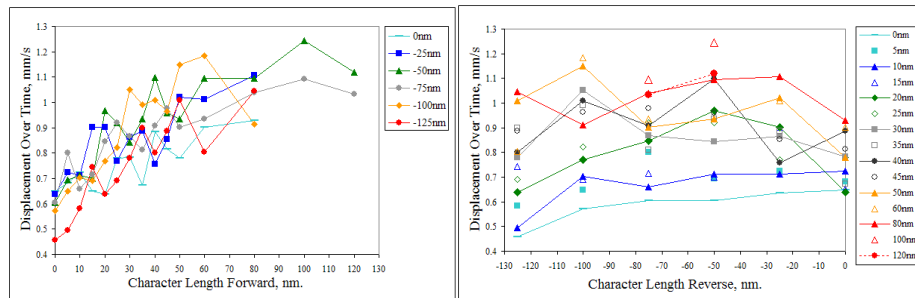 Displacement Over Time, mm/s
1.3
1.2
1.1
1
0.9
0.8
0.7
0.6
0.5
0.4
0 10 20 30 40 50 60 70 80 90 100 110 120 130
Character Length Forward, nm.
0nm
-25nm
-50nm
-75nm
-100nm
-125nm
Displacement Over Time, mm/s
1.3
1.2
1.1
1
0.9
0.8
0.7
0.6
0.5
0.4
-130 -120 -110 -100 -90 -80 -70 -60 -50 -40 -30 -20 -10 0
Character Length Reverse, nm.
0nm
5nm
10nm
15nm
20nm
25nm
30nm
35nm
40nm
45nm
50nm
60nm
80nm
100nm
120nm